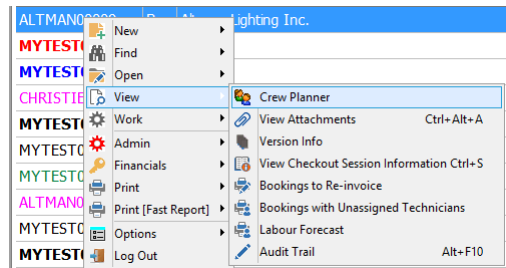 Lighting Inc.
New
MYTEST
Find
MYTEST
Open
CHRISTIE
View
Crew Planner
MYTEST
Work
View Attachments Ctrl+Alt+A
MYTEST
Admin
Version Info
MYTEST
Financials
View Checkout Session Information Ctrl+S
Print
Bookings to Re-invoice
ALTMAN
Print [Fast Report]
Bookings with Unassigned Technicians
MYTEST
Options
Labour Forecast
MYTEST
Log Out
Audit Trail Alt+F10